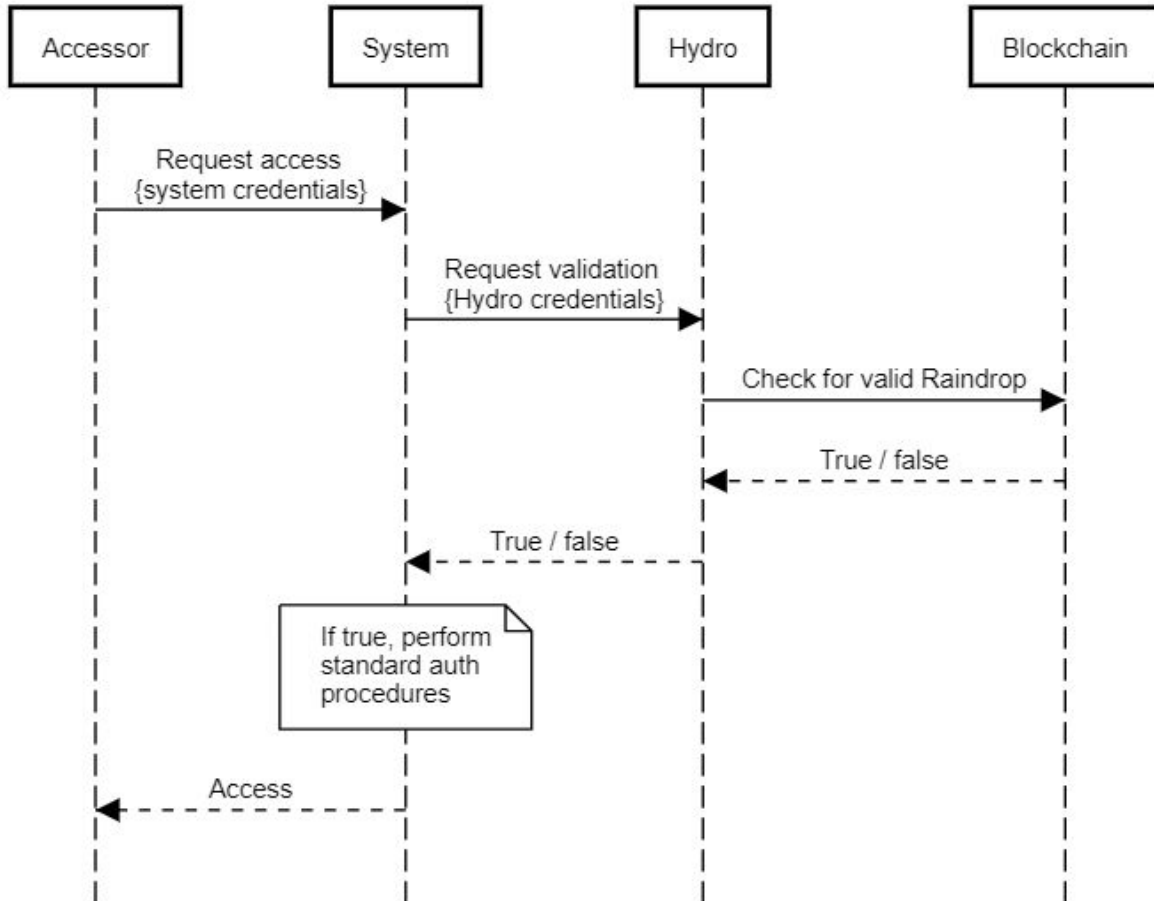 Accessor
System
Hydro
Blockchain
Request access
{system credentials}
Request validation
{Hydro credentials}
Check for valid Raindrop
True / false
True / false
If true, perform
standard auth
procedures
Access